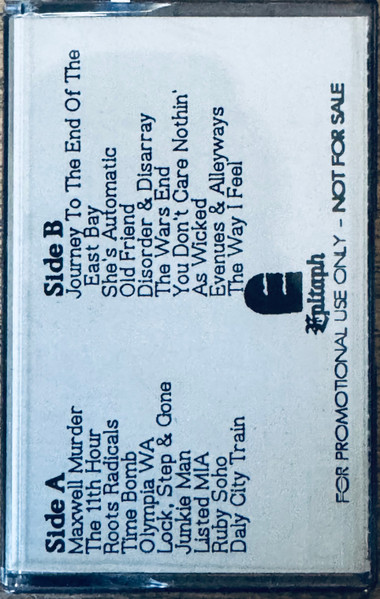 Side A
Maxwell Murder
The 11th Hour
Roots Radicals
Time Bomb
Olympia WA
Lock, Step & Gone
Junkie Man
Listed MIA
Ruby Soho
Daly City Train
Side B
Journey To The End Of The
East Bay
She's Automatic
Old Friend
Disorder & Disarray
The Wars End
You Don't Care Nothin'
As Wicked
Evenues & Alleyways
The Way I Feel
Epitaph
FOR PROMOTIONAL USE ONLY - NOT FOR SALE